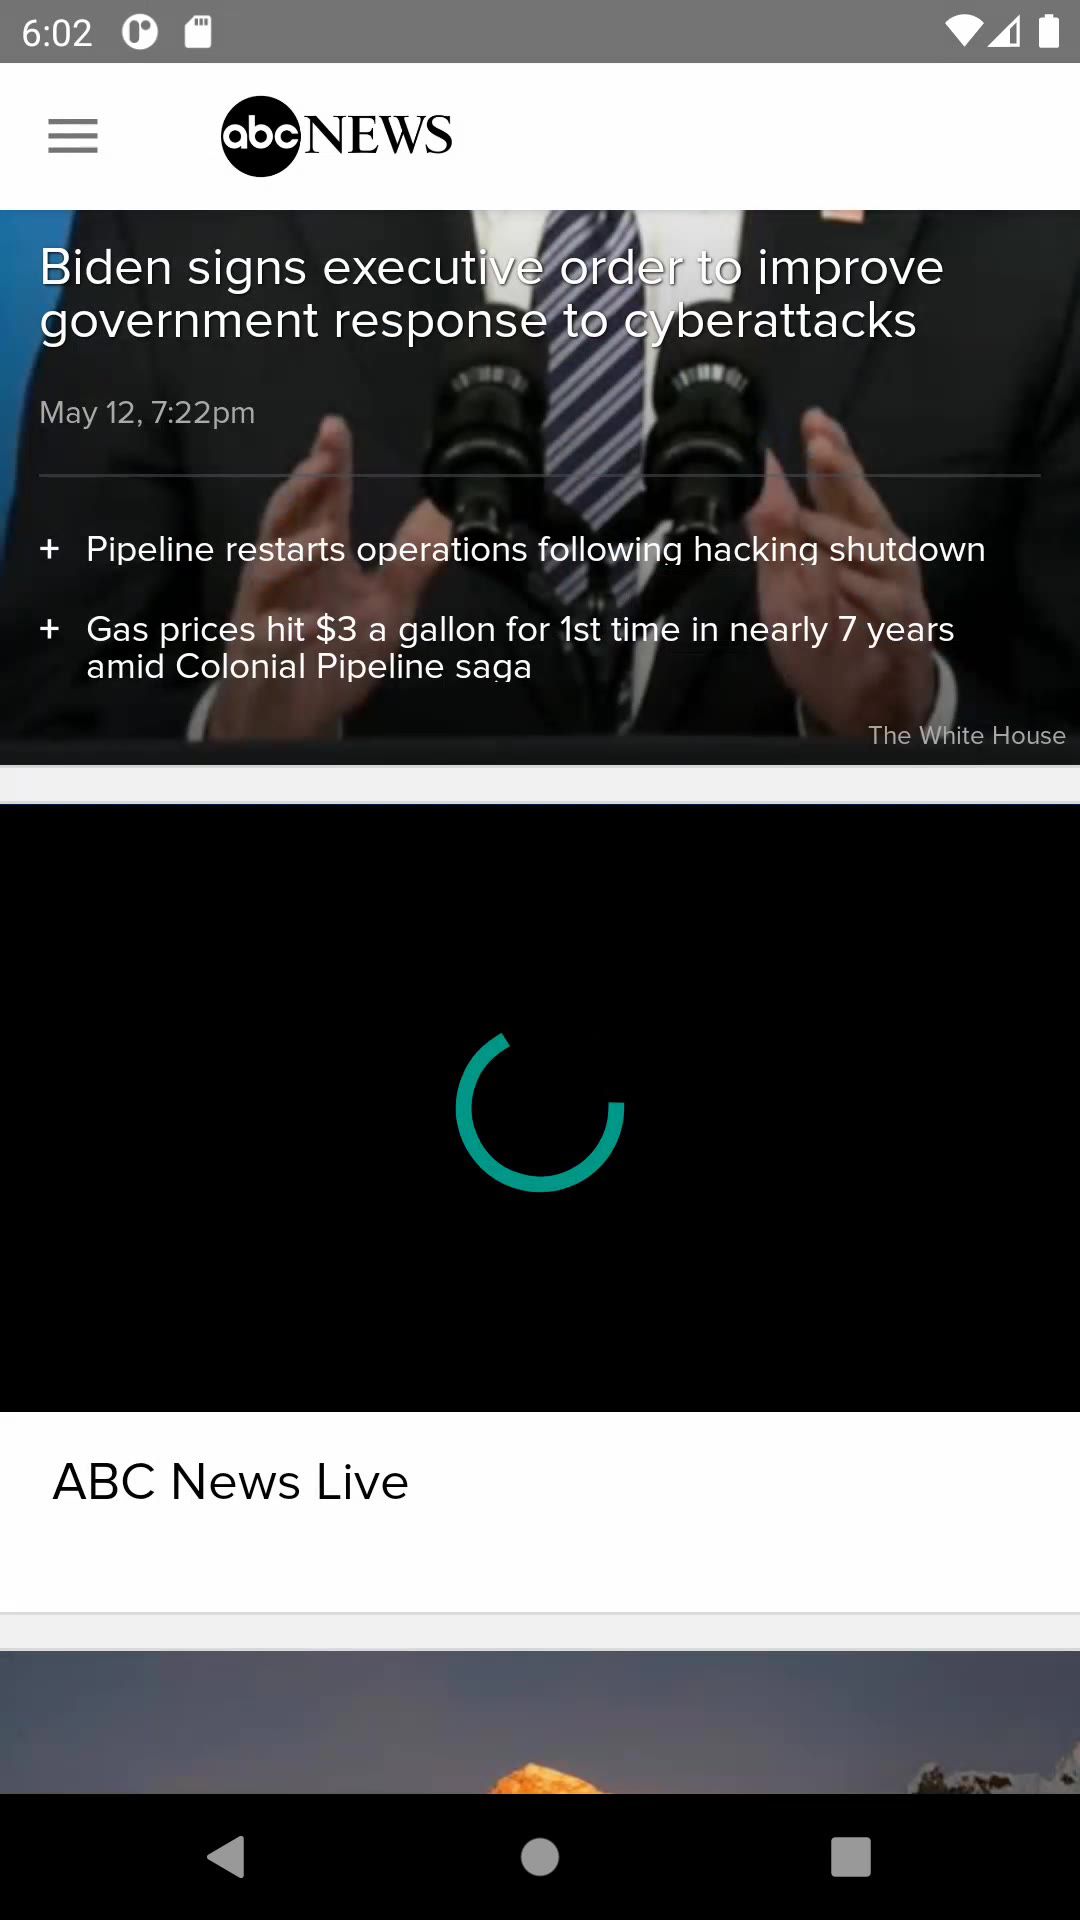 6:02
abc NEWS
Biden signs executive order to improve
government response to cyberattacks
May 12, 7:22pm
+ Pipeline restarts operations following hacking shutdown
+ Gas prices hit $3 a gallon for 1st time in nearly 7 years
amid Colonial Pipeline saga
The White House
ABC News Live